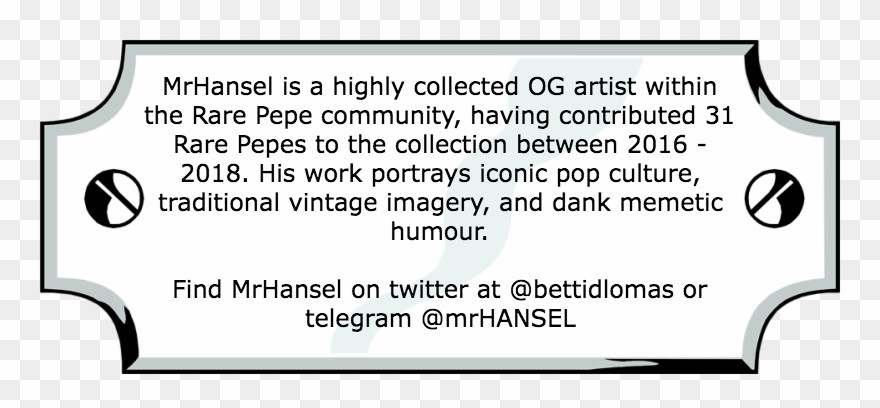 MrHansel is a highly collected OG artist within
the Rare Pepe community, having contributed 31
Rare Pepes to the collection between 2016 -
2018. His work portrays iconic pop culture,
traditional vintage imagery, and dank memetic
humour.
Find MrHansel on twitter at @bettidlomas or
telegram @mrHANSEL